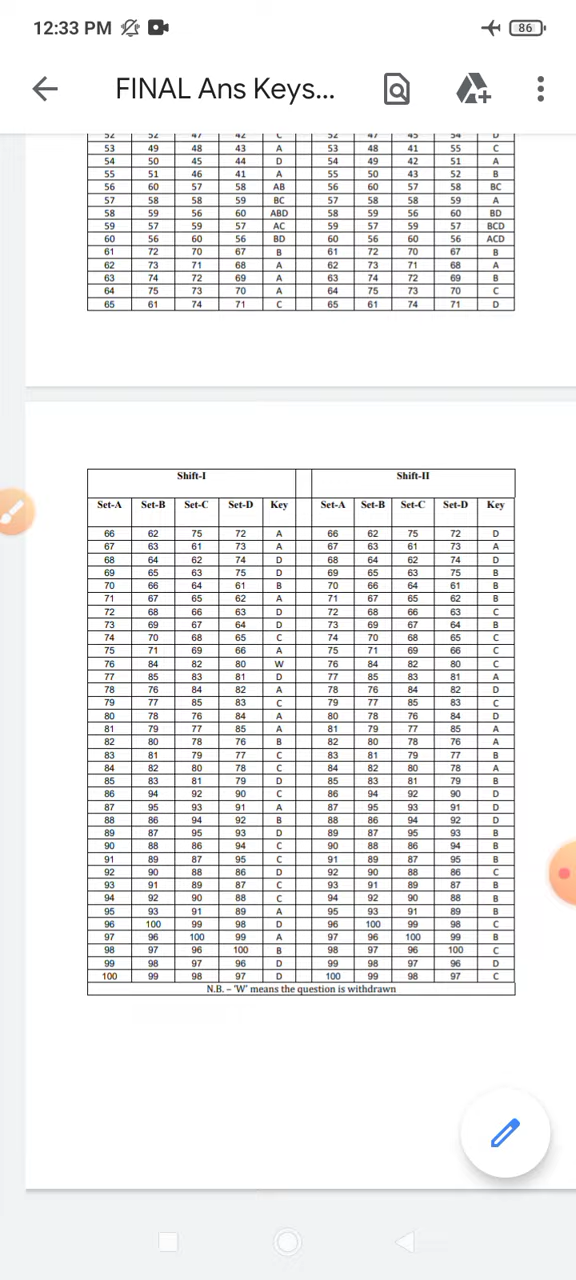 12:33 PM 86
FINAL Ans Keys...
52 52 47 42 C 52 47 45 54 D
53 49 48 43 A 53 48 41 55 C
54 50 45 44 D 54 49 42 51 A
55 51 46 41 A 55 50 43 52 B
56 60 57 58 AB 56 60 57 58 BC
57 58 58 59 BC 57 58 58 59 A
58 59 56 60 ABD 58 59 56 60 BD
59 57 59 57 AC 59 57 59 57 BCD
60 56 60 56 BD 60 56 60 56 ACD
61 72 70 67 B 61 72 70 67 B
62 73 71 68 A 62 73 71 68 A
63 74 72 69 A 63 74 72 69 B
64 75 73 70 A 64 75 73 70 C
65 61 74 71 C 65 61 74 71 D
Shift-I Shift-II
Set-A Set-B Set-C Set-D Key Set-A Set-B Set-C Set-D Key
66 62 75 72 A 66 62 75 72 D
67 63 61 73 A 67 63 61 73 A
68 64 62 74 D 68 64 62 74 D
69 65 63 75 D 69 65 63 75 B
70 66 64 61 B 70 66 64 61 B
71 67 65 62 A 71 67 65 62 B
72 68 66 63 D 72 68 66 63 C
73 69 67 64 D 73 69 67 64 B
74 70 68 65 C 74 70 68 65 C
75 71 69 66 A 75 71 69 66 C
76 84 82 80 W 76 84 82 80 C
77 85 83 81 D 77 85 83 81 A
78 76 84 82 A 78 76 84 82 D
79 77 85 83 C 79 77 85 83 C
80 78 76 84 A 80 78 76 84 D
81 79 77 85 A 81 79 77 85 A
82 80 78 76 B 82 80 78 76 A
83 81 79 77 C 83 81 79 77 B
84 82 80 78 C 84 82 80 78 A
85 83 81 79 D 85 83 81 79 B
86 94 92 90 C 86 94 92 90 D
87 95 93 91 A 87 95 93 91 D
88 86 94 92 B 88 86 94 92 D
89 87 95 93 D 89 87 95 93 B
90 88 86 94 C 90 88 86 94 B
91 89 87 95 C 91 89 87 95 B
92 90 88 86 D 92 90 88 86 C
93 91 89 87 C 93 91 89 87 B
94 92 90 88 C 94 92 90 88 B
95 93 91 89 A 95 93 91 89 B
96 100 99 98 D 96 100 99 98 C
97 96 100 99 A 97 96 100 99 B
98 97 96 100 B 98 97 96 100 C
99 98 97 96 D 99 98 97 96 D
100 99 98 97 D 100 99 98 97 C
N.B. – 'W' means the question is withdrawn